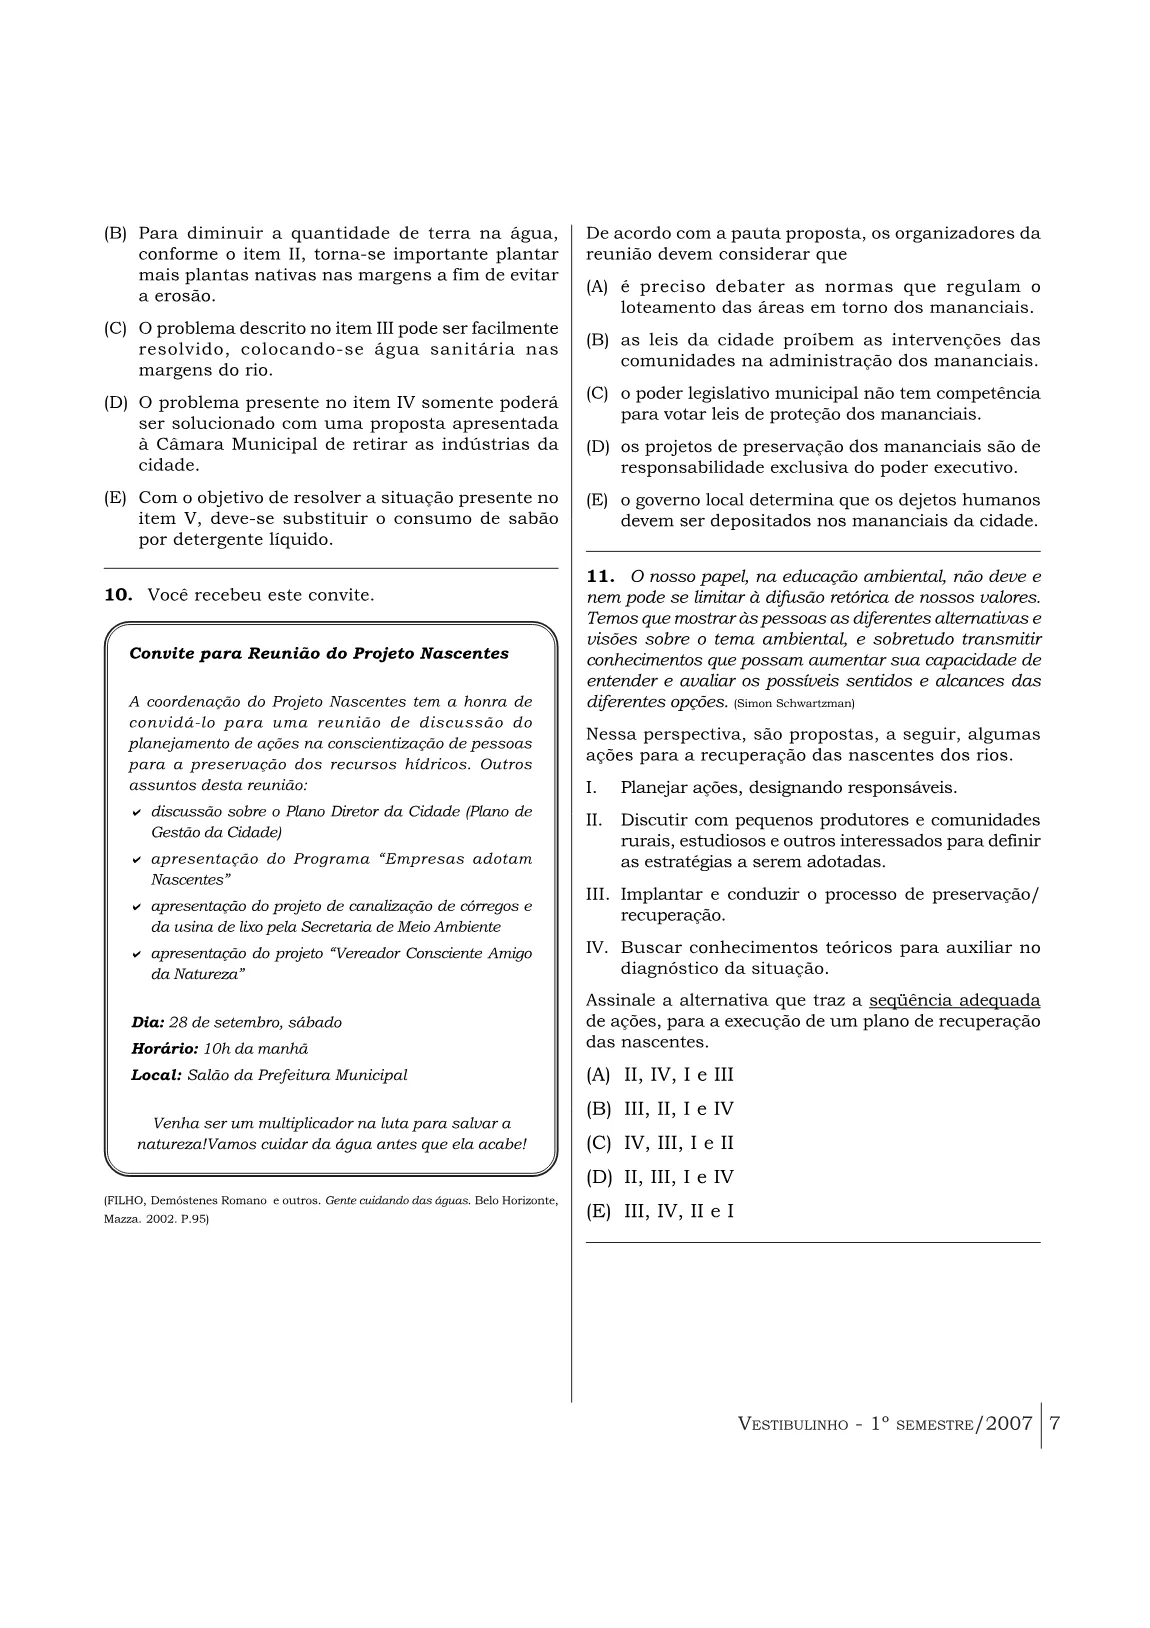 (B) Para diminuir a quantidade de terra na água,
conforme o item II, torna-se importante plantar
mais plantas nativas nas margens a fim de evitar
a erosão.
(C) O problema descrito no item III pode ser facilmente
resolvido, colocando-se água sanitária nas
margens do rio.
(D) O problema presente no item IV somente poderá
ser solucionado com uma proposta apresentada
à Câmara Municipal de retirar as indústrias da
cidade.
(E) Com o objetivo de resolver a situação presente no
item V, deve-se substituir o consumo de sabão
por detergente líquido.
10. Você recebeu este convite.
Convite para Reunião do Projeto Nascentes
A coordenação do Projeto Nascentes tem a honra de
convidá-lo para uma reunião de discussão do
planejamento de ações na conscientização de pessoas
para a preservação dos recursos hídricos. Outros
assuntos desta reunião:
✔ discussão sobre o Plano Diretor da Cidade (Plano de
Gestão da Cidade)
✔ apresentação do Programa “Empresas adotam
Nascentes”
✔ apresentação do projeto de canalização de córregos e
da usina de lixo pela Secretaria de Meio Ambiente
✔ apresentação do projeto “Vereador Consciente Amigo
da Natureza”
Dia: 28 de setembro, sábado
Horário: 10h da manhã
Local: Salão da Prefeitura Municipal
Venha ser um multiplicador na luta para salvar a
natureza!Vamos cuidar da água antes que ela acabe!
(FILHO, Demóstenes Romano e outros. Gente cuidando das águas. Belo Horizonte,
Mazza. 2002. P.95)
De acordo com a pauta proposta, os organizadores da
reunião devem considerar que
(A) é preciso debater as normas que regulam o
loteamento das áreas em torno dos mananciais.
(B) as leis da cidade proíbem as intervenções das
comunidades na administração dos mananciais.
(C) o poder legislativo municipal não tem competência
para votar leis de proteção dos mananciais.
(D) os projetos de preservação dos mananciais são de
responsabilidade exclusiva do poder executivo.
(E) o governo local determina que os dejetos humanos
devem ser depositados nos mananciais da cidade.
11. O nosso papel, na educação ambiental, não deve e
nem pode se limitar à difusão retórica de nossos valores.
Temos que mostrar às pessoas as diferentes alternativas e
visões sobre o tema ambiental, e sobretudo transmitir
conhecimentos que possam aumentar sua capacidade de
entender e avaliar os possíveis sentidos e alcances das
diferentes opções. (Simon Schwartzman)
Nessa perspectiva, são propostas, a seguir, algumas
ações para a recuperação das nascentes dos rios.
I. Planejar ações, designando responsáveis.
II. Discutir com pequenos produtores e comunidades
rurais, estudiosos e outros interessados para definir
as estratégias a serem adotadas.
III. Implantar e conduzir o processo de preservação/
recuperação.
IV. Buscar conhecimentos teóricos para auxiliar no
diagnóstico da situação.
Assinale a alternativa que traz a seqüência adequada
de ações, para a execução de um plano de recuperação
das nascentes.
(A) II, IV, I e III
(B) III, II, I e IV
(C) IV, III, I e II
(D) II, III, I e IV
(E) III, IV, II e I
VESTIBULINHO - 1º SEMESTRE/2007 7